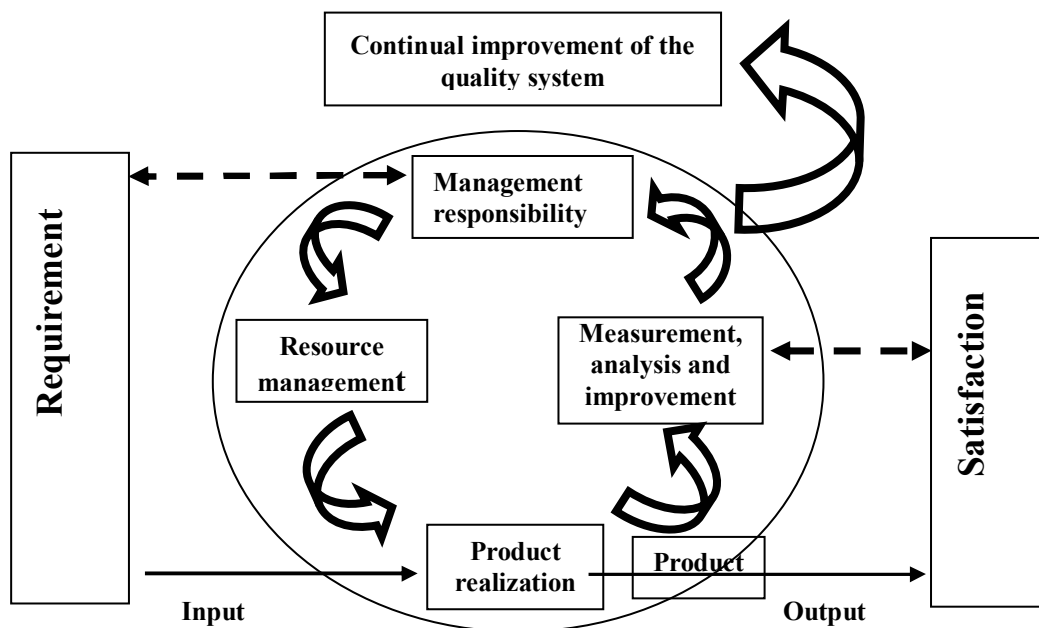 Continual improvement of the
quality system
Requirement
Management
responsibility
Resource
management
Measurement,
analysis and
improvement
Satisfaction
Product
realization
Product
Input
Output